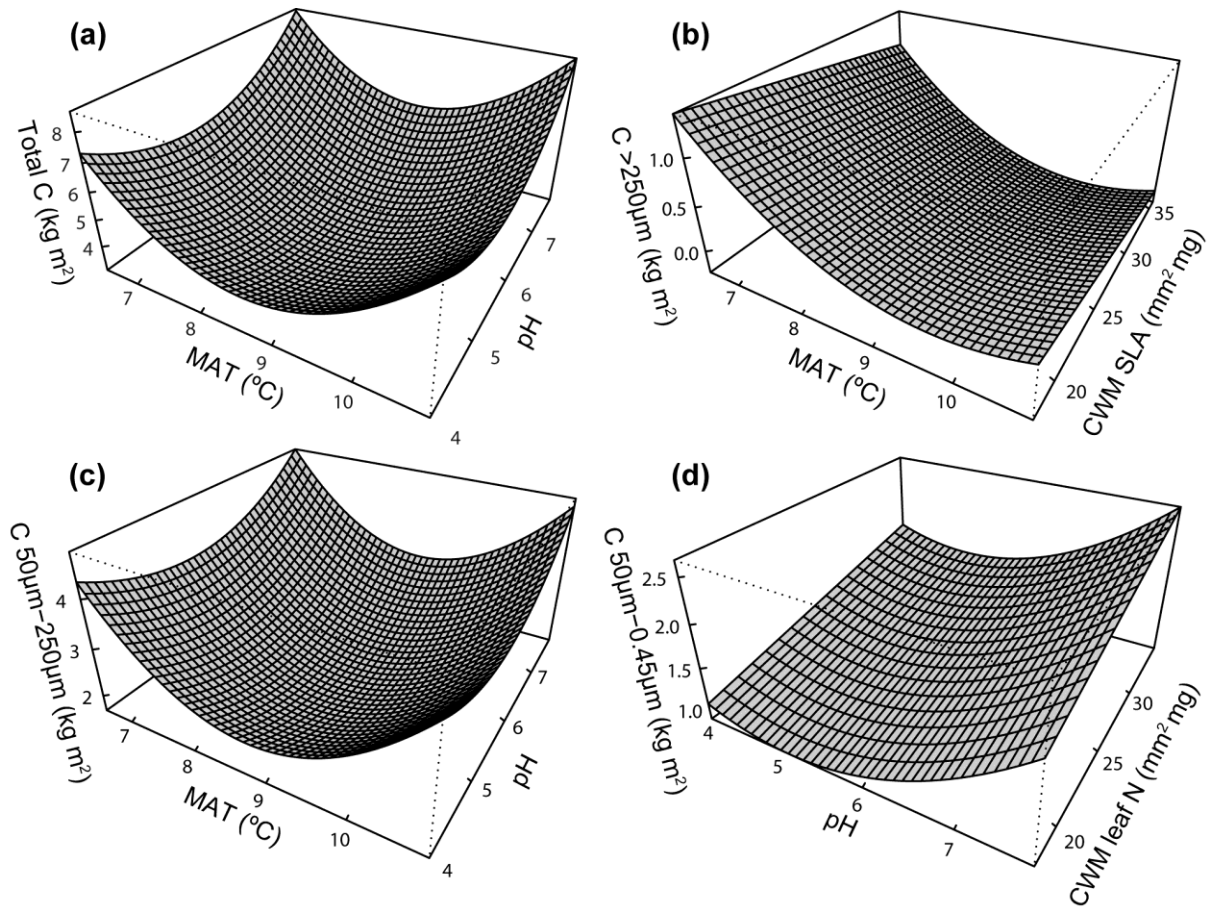 (a)
Total C (kg m²)
8
7
6
5
4
7
8
9
10
MAT (ºC)
4
5
6
7
pH
(b)
C >250µm (kg m²)
1.0
0.5
0.0
7
8
9
10
MAT (ºC)
20
25
30
35
CWM SLA (mm² mg)
(c)
C 50µm−250µm (kg m²)
4
3
2
7
8
9
10
MAT (ºC)
4
5
6
7
pH
(d)
C 50µm−0.45µm (kg m²)
2.5
2.0
1.5
1.0
4
5
6
7
pH
20
25
30
CWM leaf N (mm² mg)